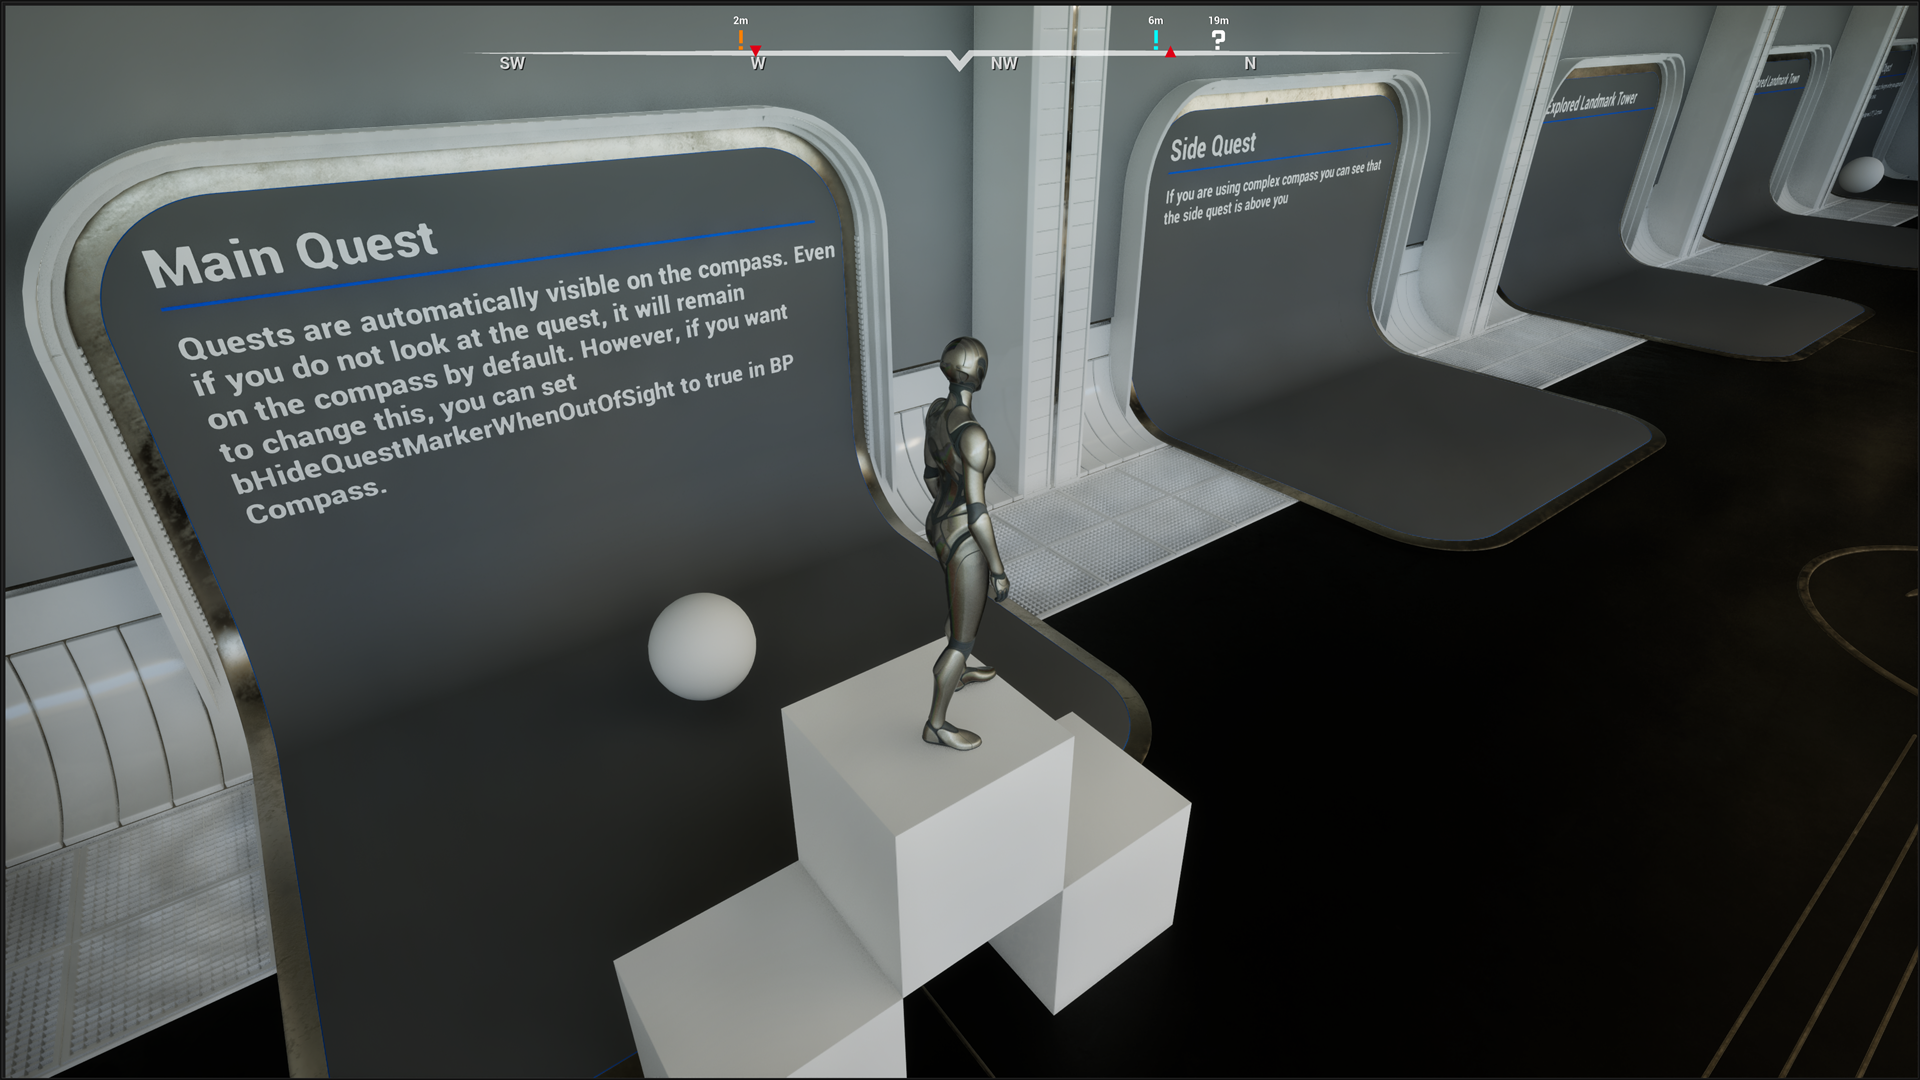 2m
6m
19m
!
!
?
SW
W
NW
N
Main Quest
Quests are automatically visible on the compass. Even
if you do not look at the quest, it will remain
on the compass by default. However, if you want
to change this, you can set
bHideQuestMarkerWhenOutOfSight to true in BP
Compass.
Side Quest
If you are using complex compass you can see that
the side quest is above you
Explored Landmark Tower
Landmark Town